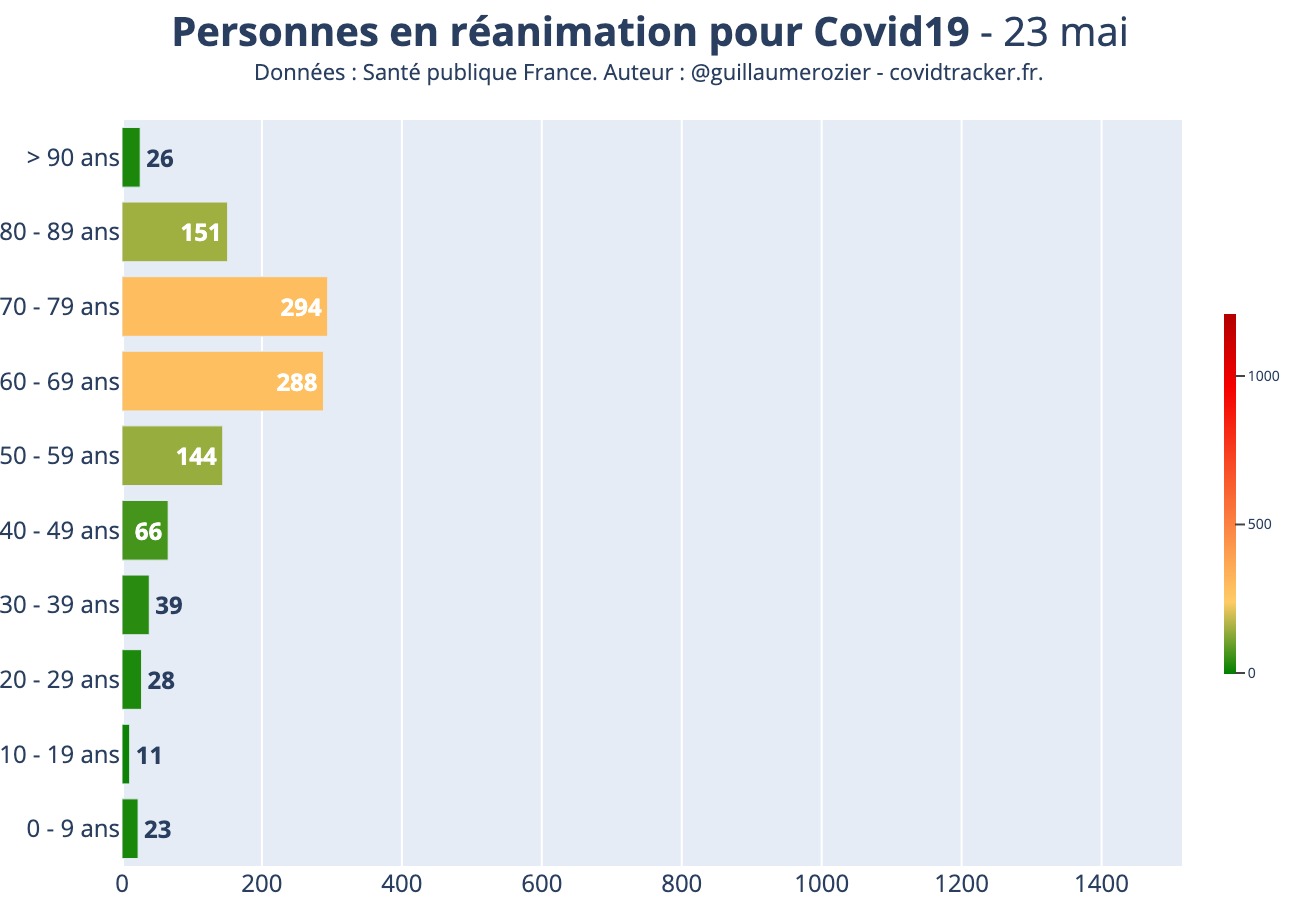 Personnes en réanimation pour Covid19 - 23 mai
Données : Santé publique France. Auteur : @guillaumerozier - covidtracker.fr.
> 90 ans 26
80 - 89 ans 151
70 - 79 ans 294
60 - 69 ans 288
50 - 59 ans 144
40 - 49 ans 66
30 - 39 ans 39
20 - 29 ans 28
10 - 19 ans 11
0 - 9 ans 23
0 200 400 600 800 1000 1200 1400
1000
500
0